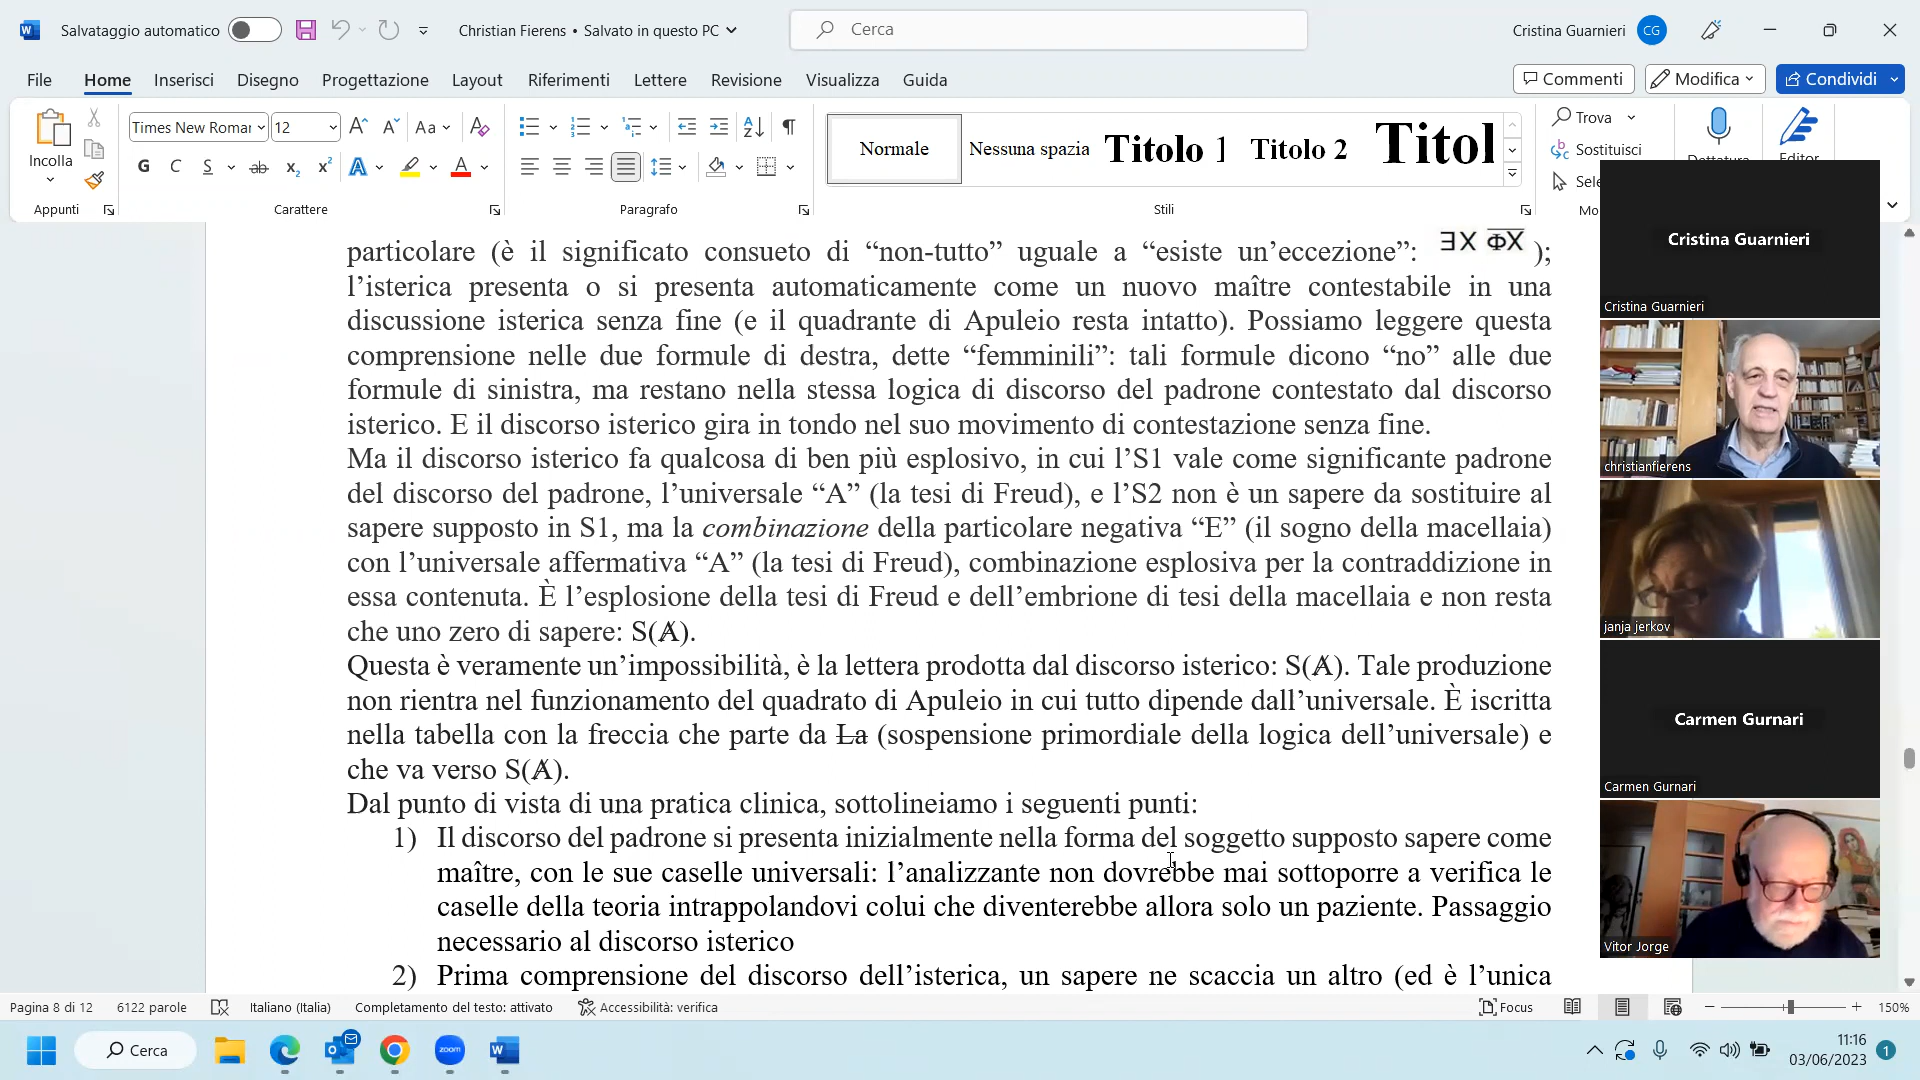 Salvataggio automatico
Christian Fierens • Salvato in questo PC
Cerca
Cristina Guarnieri
CG
File
Home
Inserisci
Disegno
Progettazione
Layout
Riferimenti
Lettere
Revisione
Visualizza
Guida
Commenti
Modifica
Condividi
Incolla
Times New Roman
12
Aa
G C S ab x₂ x²
Appunti
Carattere
Paragrafo
Normale
Nessuna spazia
Titolo 1
Titolo 2
Titol
Stili
Trova
Sostituisci
Sele
Mo
Dettatura
Editor
particolare (è il significato consueto di “non-tutto” uguale a “esiste un’eccezione”: ∃X Φ̅X̅ );
l’isterica presenta o si presenta automaticamente come un nuovo maître contestabile in una
discussione isterica senza fine (e il quadrante di Apuleio resta intatto). Possiamo leggere questa
comprensione nelle due formule di destra, dette “femminili”: tali formule dicono “no” alle due
formule di sinistra, ma restano nella stessa logica di discorso del padrone contestato dal discorso
isterico. E il discorso isterico gira in tondo nel suo movimento di contestazione senza fine.
Ma il discorso isterico fa qualcosa di ben più esplosivo, in cui l’S1 vale come significante padrone
del discorso del padrone, l’universale “A” (la tesi di Freud), e l’S2 non è un sapere da sostituire al
sapere supposto in S1, ma la combinazione della particolare negativa “E” (il sogno della macellaia)
con l’universale affermativa “A” (la tesi di Freud), combinazione esplosiva per la contraddizione in
essa contenuta. È l’esplosione della tesi di Freud e dell’embrione di tesi della macellaia e non resta
che uno zero di sapere: S(A̸).
Questa è veramente un’impossibilità, è la lettera prodotta dal discorso isterico: S(A̸). Tale produzione
non rientra nel funzionamento del quadrato di Apuleio in cui tutto dipende dall’universale. È iscritta
nella tabella con la freccia che parte da L̶a̶ (sospensione primordiale della logica dell’universale) e
che va verso S(A̸).
Dal punto di vista di una pratica clinica, sottolineiamo i seguenti punti:
1) Il discorso del padrone si presenta inizialmente nella forma del soggetto supposto sapere come
maître, con le sue caselle universali: l’analizzante non dovrebbe mai sottoporre a verifica le
caselle della teoria intrappolandovi colui che diventerebbe allora solo un paziente. Passaggio
necessario al discorso isterico
2) Prima comprensione del discorso dell’isterica, un sapere ne scaccia un altro (ed è l’unica
Cristina Guarnieri
Cristina Guarnieri
christianfierens
janja jerkov
Carmen Gurnari
Carmen Gurnari
Vitor Jorge
Pagina 8 di 12
6122 parole
Italiano (Italia)
Completamento del testo: attivato
Accessibilità: verifica
Focus
150%
Cerca
zoom
11:16
03/06/2023
1